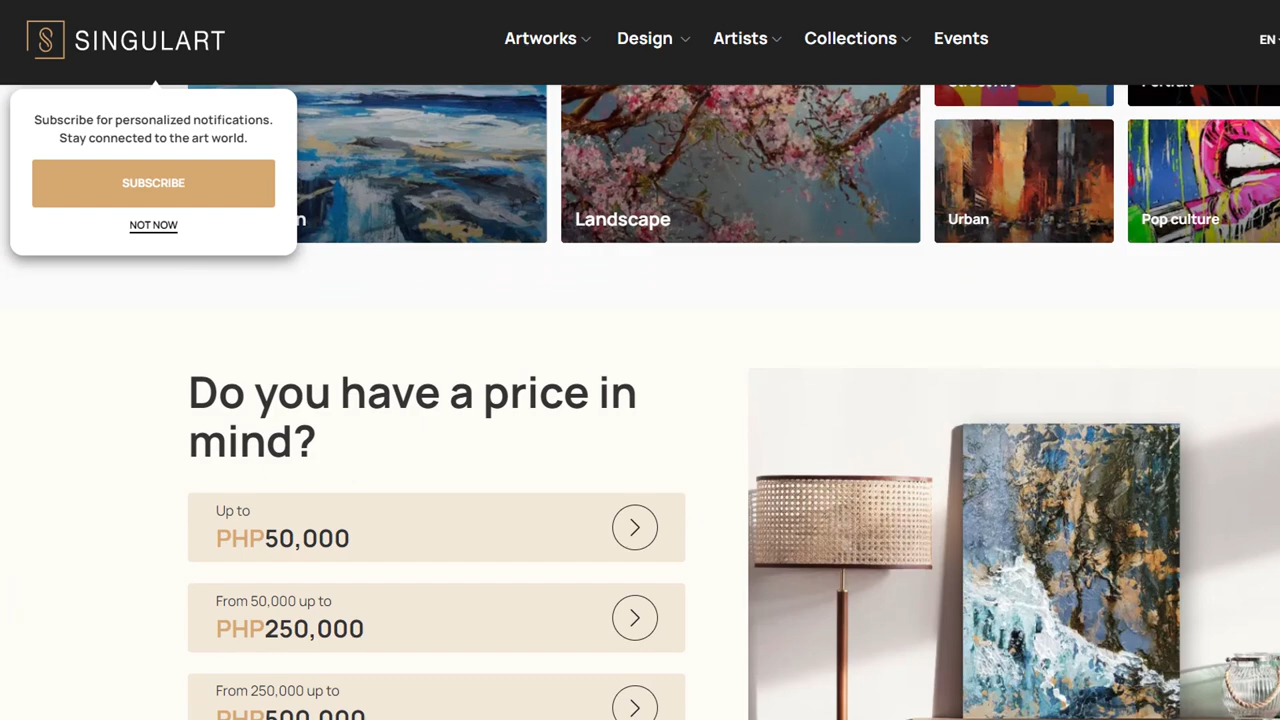 SINGULART
Artworks
Design
Artists
Collections
Events
EN
Subscribe for personalized notifications.
Stay connected to the art world.
SUBSCRIBE
NOT NOW
Landscape
Urban
Pop culture
Do you have a price in
mind?
Up to
PHP50,000
From 50,000 up to
PHP250,000
From 250,000 up to
PHP500,000